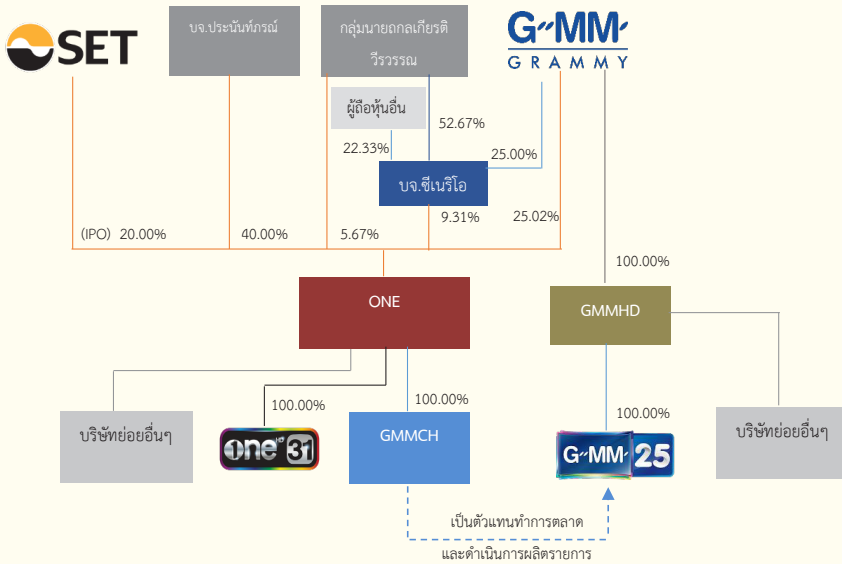 SET
บจ.ประนันท์ภรณ์
กลุ่มนายถกลเกียรติ
วีรวรรณ
GMM
GRAMMY
ผู้ถือหุ้นอื่น
52.67%
22.33%
25.00%
บจ.ซีเนริโอ
9.31%
25.02%
(IPO) 20.00%
40.00%
5.67%
100.00%
ONE
GMMHD
100.00%
100.00%
100.00%
บริษัทย่อยอื่นๆ
one HD 31
GMMCH
GMM 25
บริษัทย่อยอื่นๆ
เป็นตัวแทนทำการตลาด
และดำเนินการผลิตรายการ